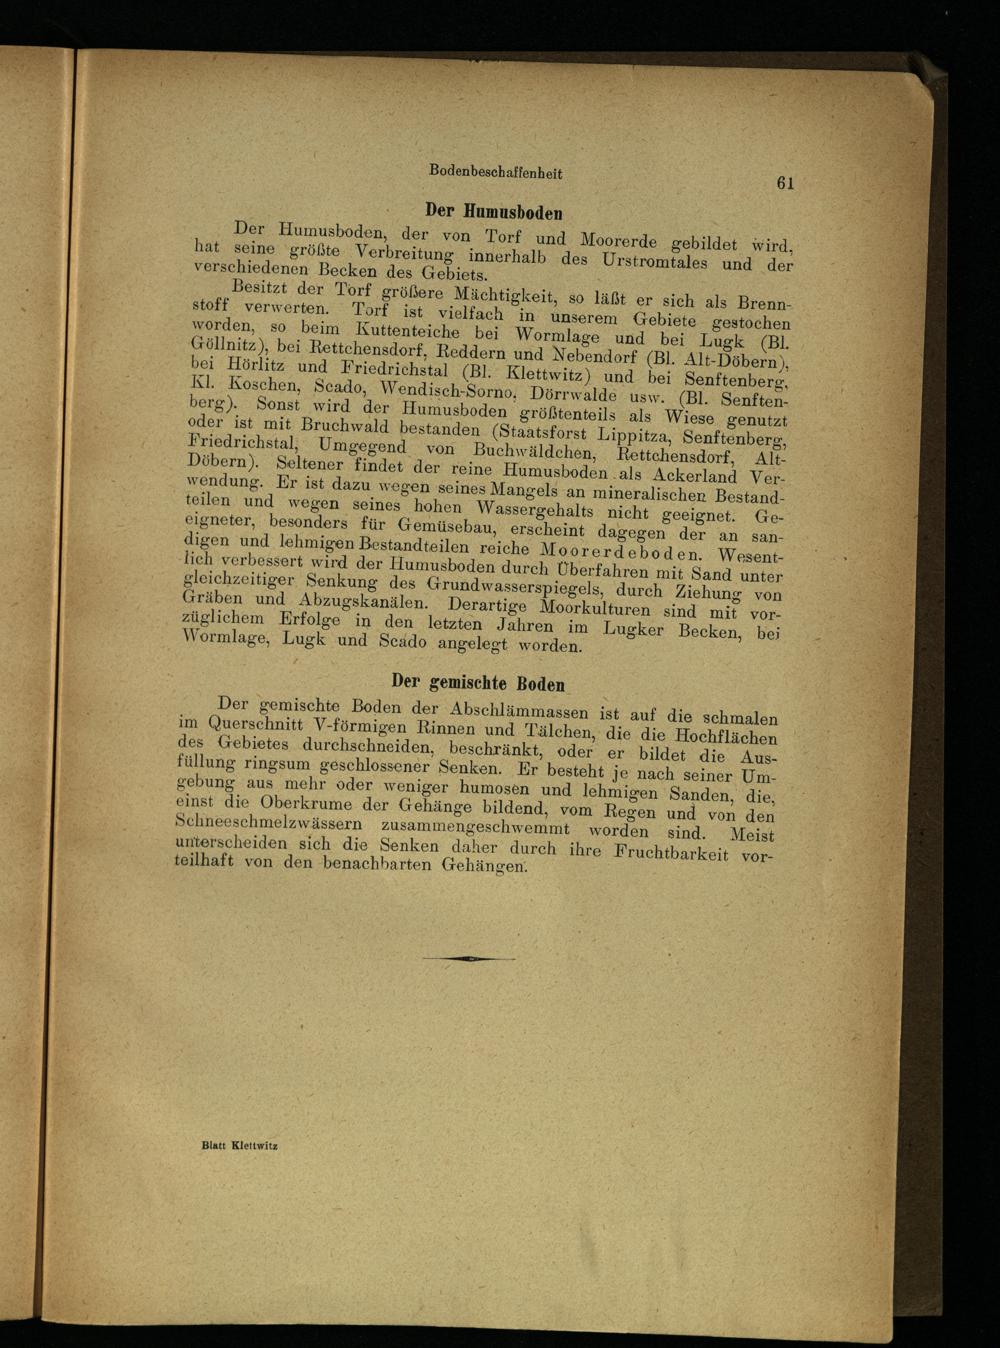 Bodenbeschaffenheit
61
Der Humusboden
Der Humusboden, der von Torf und Moorerde gebildet wird,
hat seine größte Verbreitung innerhalb des Urstromtales und der
verschiedenen Becken des Gebiets.
Besitzt der Torf größere Mächtigkeit, so läßt er sich als Brenn-
stoff verwerten. Torf ist vielfach in unserem Gebiete gestochen
worden, so beim Kuttenteiche bei Wormlage und bei Lugk (Bl.
Göllnitz), bei Rettchensdorf, Reddern und Nebendorf (Bl. Alt-Döbern),
bei Hörlitz und Friedrichstal (Bl. Klettwitz) und bei Senftenberg,
Kl. Koschen, Scado, Wendisch-Sorno, Dörrwalde usw. (Bl. Senften-
berg). Sonst wird der Humusboden größtenteils als Wiese genutzt
oder ist mit Bruchwald bestanden (Staatsforst Lippitza, Senftenberg,
Friedrichstal, Umgegend von Buchwäldchen, Rettchensdorf, Alt-
Döbern). Seltener findet der reine Humusboden als Ackerland Ver-
wendung. Er ist dazu wegen seines Mangels an mineralischen Bestand-
teilen und wegen seines hohen Wassergehalts nicht geeignet. Ge-
eigneter, besonders für Gemüsebau, erscheint dagegen der an san-
digen und lehmigen Bestandteilen reiche Moorerdeboden. Wesent-
lich verbessert wird der Humusboden durch Überfahren mit Sand unter
gleichzeitiger Senkung des Grundwasserspiegels, durch Ziehung von
Gräben und Abzugskanälen. Derartige Moorkulturen sind mit vor-
züglichem Erfolge in den letzten Jahren im Lugker Becken, bei
Wormlage, Lugk und Scado angelegt worden.
Der gemischte Boden
Der gemischte Boden der Abschlämmassen ist auf die schmalen
im Querschnitt V-förmigen Rinnen und Tälchen, die die Hochflächen
des Gebietes durchschneiden, beschränkt, oder er bildet die Aus-
füllung ringsum geschlossener Senken. Er besteht je nach seiner Um-
gebung aus mehr oder weniger humosen und lehmigen Sanden, die,
einst die Oberkrume der Gehänge bildend, vom Regen und von den
Schneeschmelzwässern zusammengeschwemmt worden sind. Meist
unterscheiden sich die Senken daher durch ihre Fruchtbarkeit vor-
teilhaft von den benachbarten Gehängen.
Blatt Klettwitz